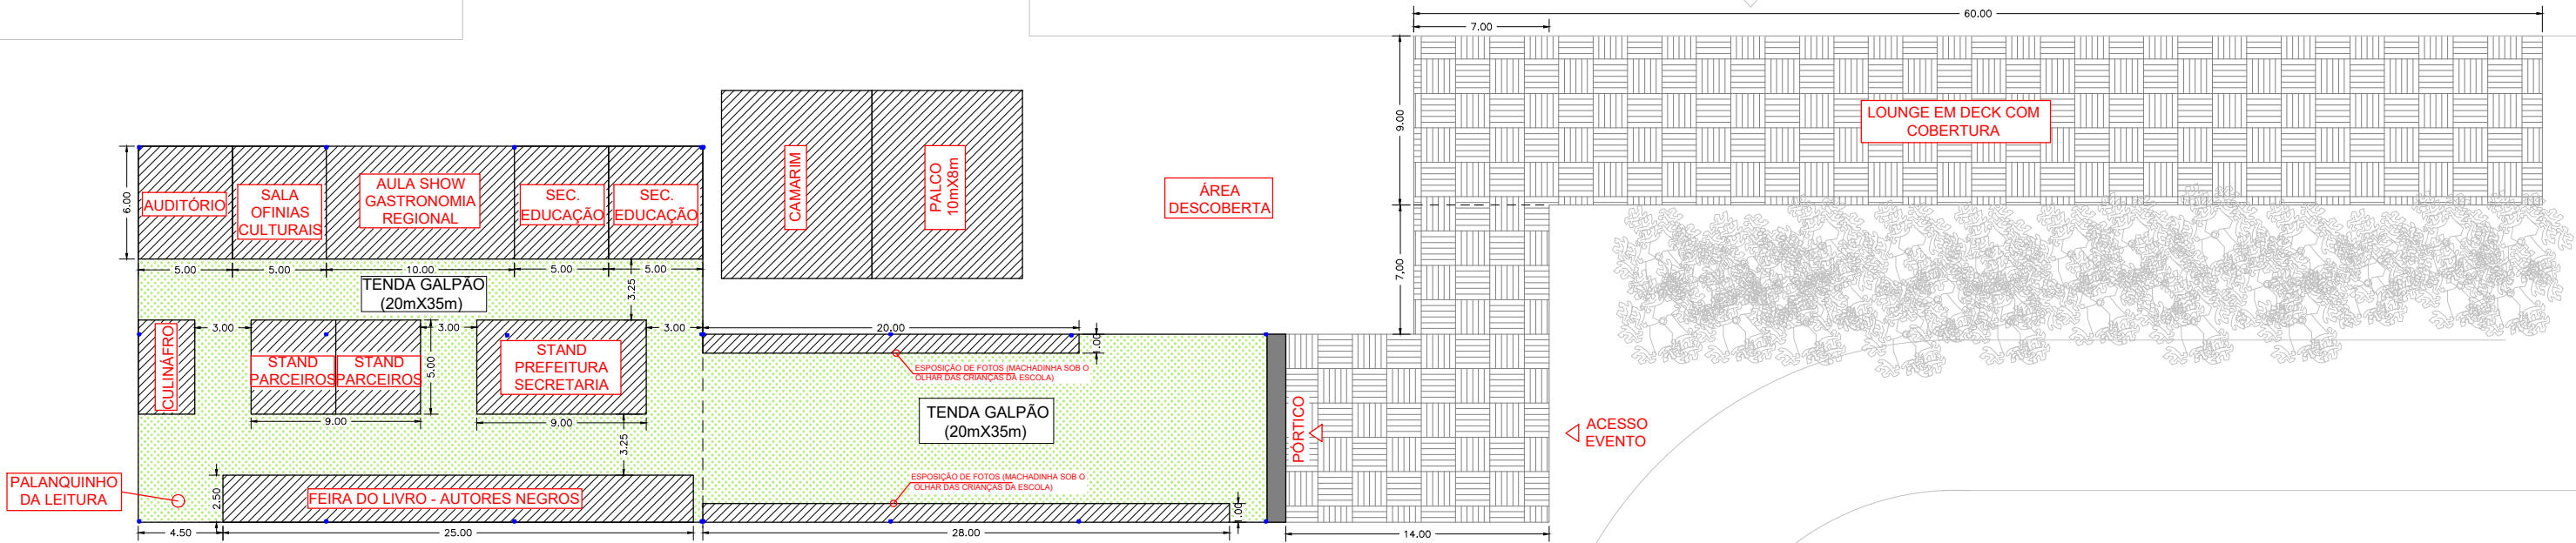 60.00
7.00
9.00
LOUNGE EM DECK COM
COBERTURA
6.00
AUDITÓRIO
SALA
OFINIAS
CULTURAIS
AULA SHOW
GASTRONOMIA
REGIONAL
SEC.
EDUCAÇÃO
SEC.
EDUCAÇÃO
CAMARIM
PALCO
10mX8m
ÁREA
DESCOBERTA
5.00
5.00
10.00
5.00
5.00
7.00
TENDA GALPÃO
(20mX35m)
3.25
CULINÁFRO
3.00
STAND
PARCEIROS
STAND
PARCEIROS
9.00
5.00
3.00
STAND
PREFEITURA
SECRETARIA
9.00
3.00
20.00
1.00
ESPOSIÇÃO DE FOTOS (MACHADINHA SOB O
OLHAR DAS CRIANÇAS DA ESCOLA)
TENDA GALPÃO
(20mX35m)
PÓRTICO
ACESSO
EVENTO
3.25
PALANQUINHO
DA LEITURA
2.50
FEIRA DO LIVRO - AUTORES NEGROS
ESPOSIÇÃO DE FOTOS (MACHADINHA SOB O
OLHAR DAS CRIANÇAS DA ESCOLA)
1.00
4.50
25.00
28.00
14.00